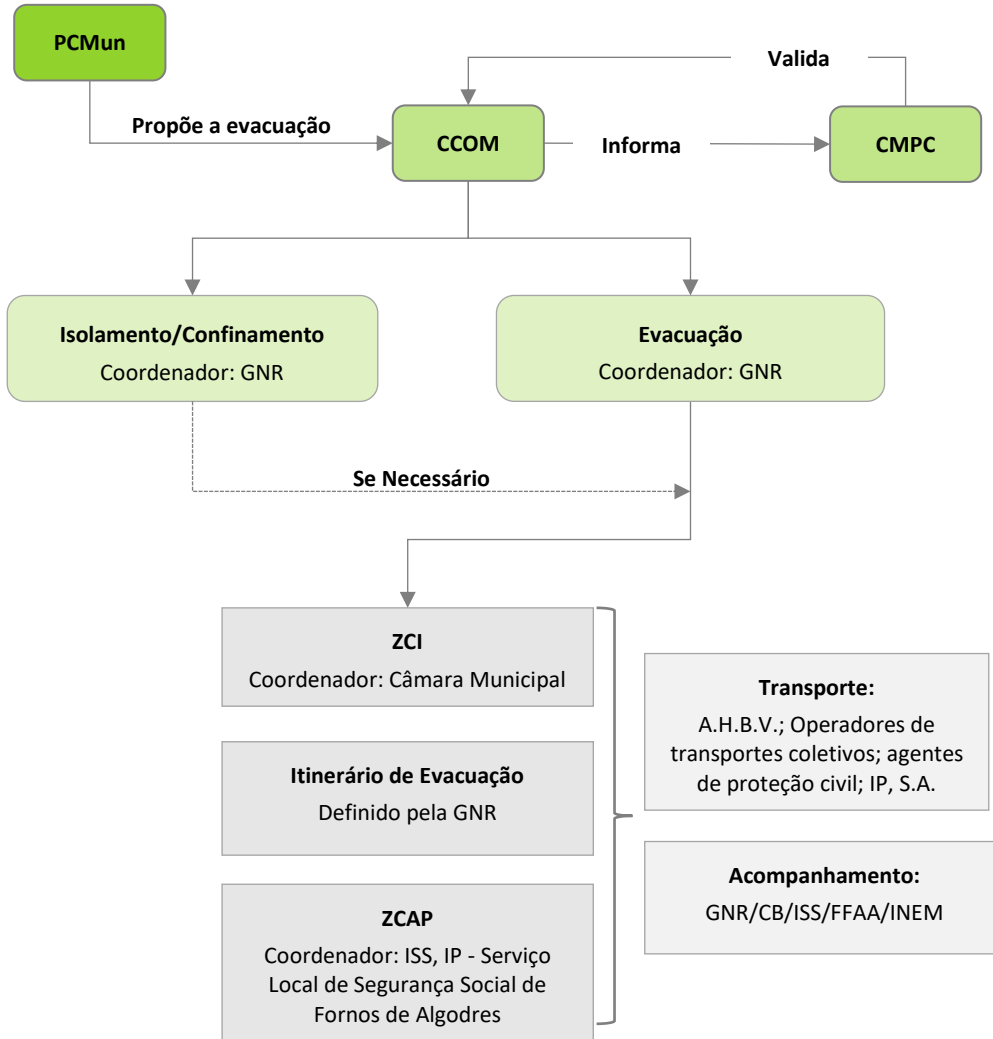 PCMun
Valida
Propõe a evacuação
CCOM
Informa
CMPC
Isolamento/Confinamento
Coordenador: GNR
Evacuação
Coordenador: GNR
Se Necessário
ZCI
Coordenador: Câmara Municipal
Itinerário de Evacuação
Definido pela GNR
ZCAP
Coordenador: ISS, IP - Serviço
Local de Segurança Social de
Fornos de Algodres
Transporte:
A.H.B.V.; Operadores de
transportes coletivos; agentes
de proteção civil; IP, S.A.
Acompanhamento:
GNR/CB/ISS/FFAA/INEM